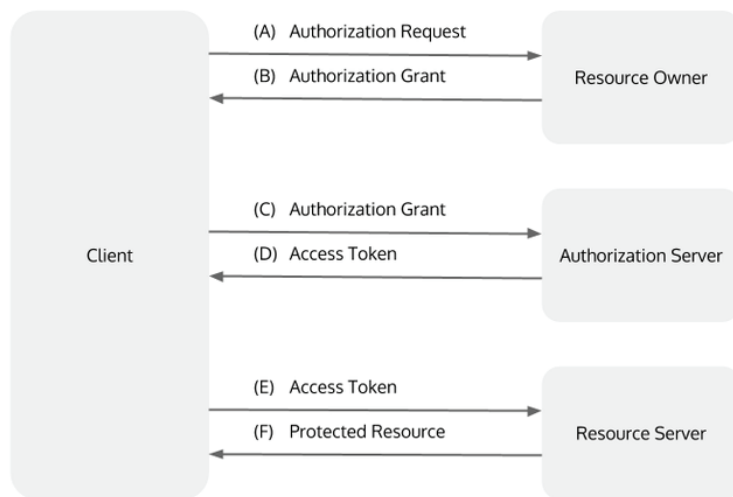 (A) Authorization Request
(B) Authorization Grant
Resource Owner
(C) Authorization Grant
Client
(D) Access Token
Authorization Server
(E) Access Token
(F) Protected Resource
Resource Server